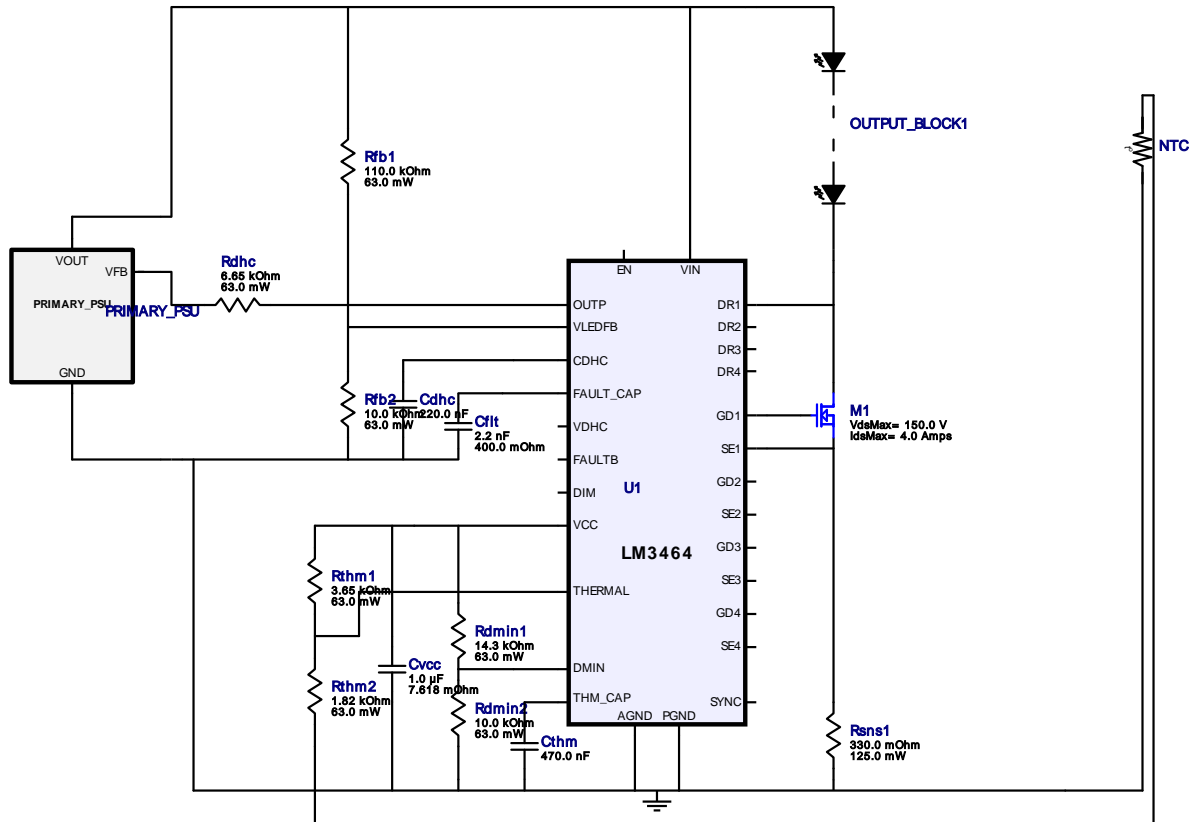 OUTPUT_BLOCK1
NTC
Rfb1
110.0 kOhm
63.0 mW
VOUT
VFB
PRIMARY_PSU
PRIMARY_PSU
GND
Rdhc
6.65 kOhm
63.0 mW
Rfb2
10.0 kOhm
63.0 mW
Cdhc
220.0 nF
Cflt
2.2 nF
400.0 mOhm
EN
VIN
OUTP
VLEDFB
CDHC
FAULT_CAP
VDHC
FAULTB
DIM
VCC
THERMAL
DMIN
THM_CAP
AGND
PGND
U1
LM3464
DR1
DR2
DR3
DR4
GD1
SE1
GD2
SE2
GD3
SE3
GD4
SE4
SYNC
M1
VdsMax= 150.0 V
IdsMax= 4.0 Amps
Rthm1
3.65 kOhm
63.0 mW
Rthm2
1.82 kOhm
63.0 mW
Cvcc
1.0 µF
7.618 mOhm
Rdmin1
14.3 kOhm
63.0 mW
Rdmin2
10.0 kOhm
63.0 mW
Cthm
470.0 nF
Rsns1
330.0 mOhm
125.0 mW